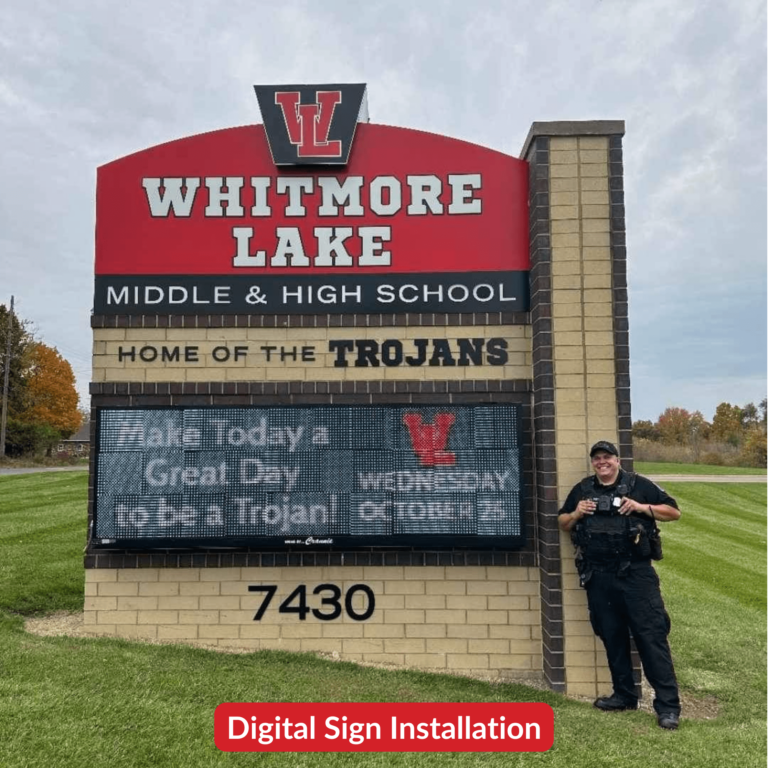 WL
WHITMORE
LAKE
MIDDLE & HIGH SCHOOL
HOME OF THE TROJANS
Make Today a
Great Day
to be a Trojan!
WL
WEDNESDAY
OCTOBER 25
7430
Digital Sign Installation